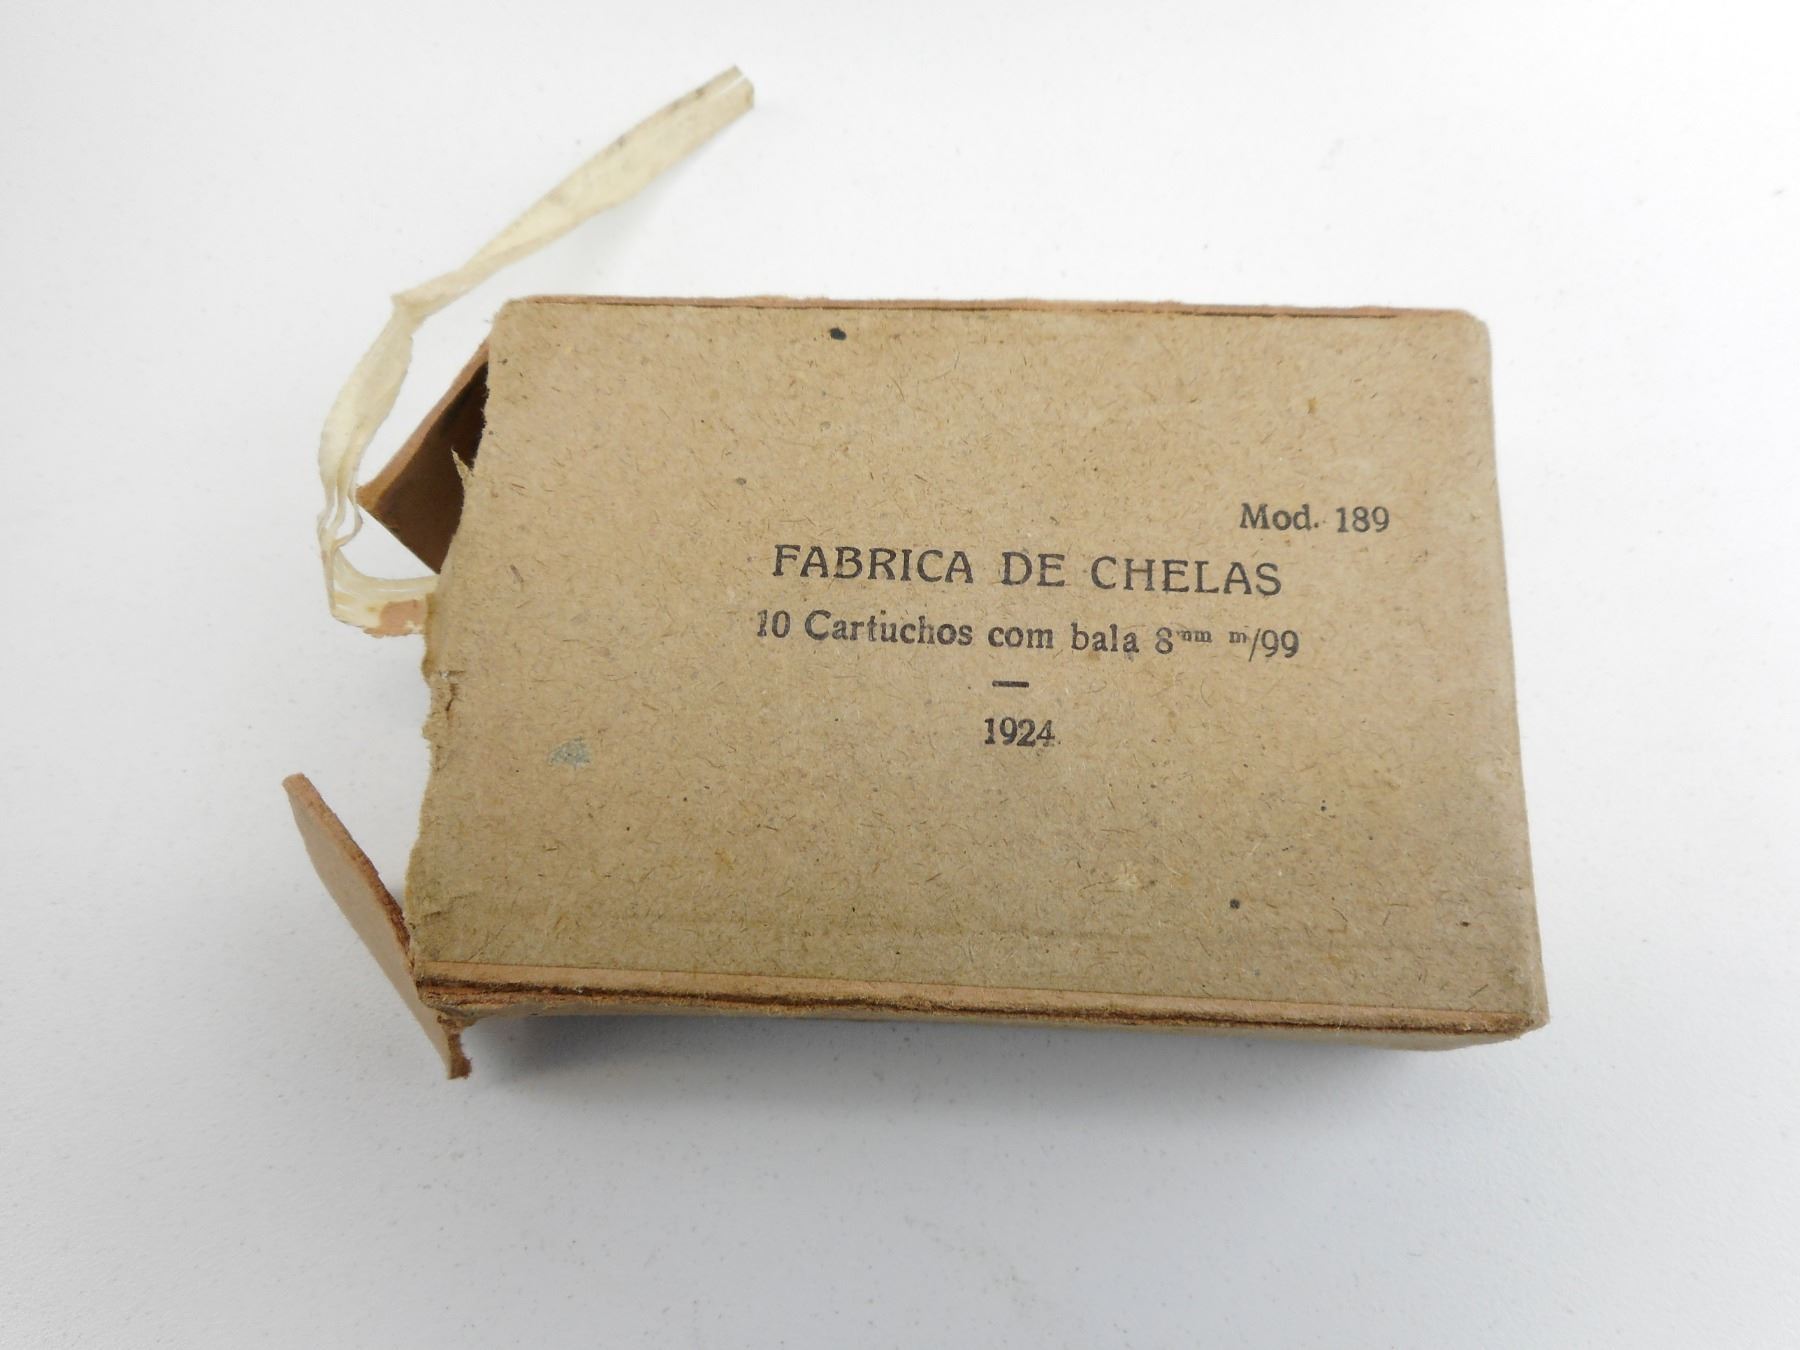 Mod. 189
FABRICA DE CHELAS
10 Cartuchos com bala 8ᵐᵐ ᵐ/99
—
1924